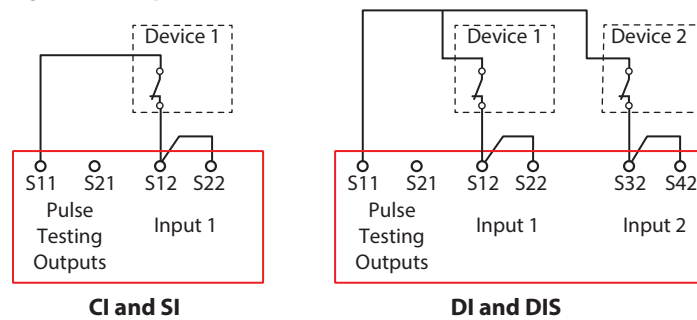 Device 1
S11 S21 S12 S22
Pulse
Testing
Outputs
Input 1
CI and SI
Device 1 Device 2
S11 S21 S12 S22 S32 S42
Pulse
Testing
Outputs
Input 1 Input 2
DI and DIS